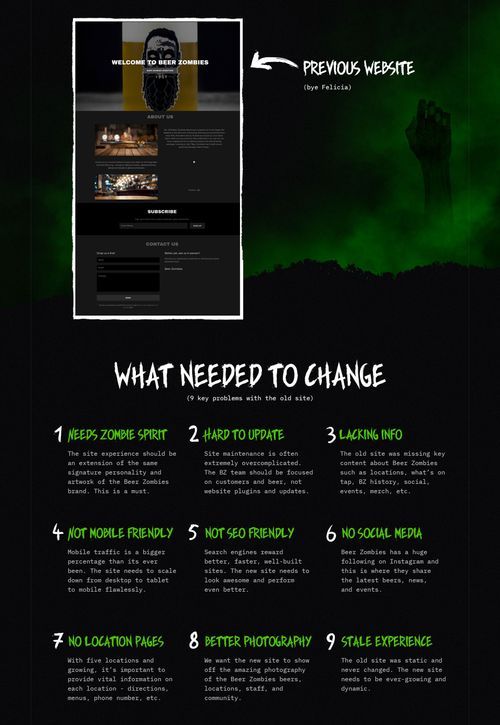 WELCOME TO BEER ZOMBIES
PREVIOUS WEBSITE
(bye Felicia)
ABOUT US
SUBSCRIBE
CONTACT US
Beer Zombies
WHAT NEEDED TO CHANGE
(9 key problems with the old site)
1 NEEDS ZOMBIE SPIRIT
The site experience should be
an extension of the same
signature personality and
artwork of the Beer Zombies
brand. This is a must.
2 HARD TO UPDATE
Site maintenance is often
extremely overcomplicated.
The BZ team should be focused
on customers and beer, not
website plugins and updates.
3 LACKING INFO
The old site was missing key
content about Beer Zombies
such as locations, what's on
tap, BZ history, social,
events, merch, etc.
4 NOT MOBILE FRIENDLY
Mobile traffic is a bigger
percentage than its ever
been. The site needs to scale
down from desktop to tablet
to mobile flawlessly.
5 NOT SEO FRIENDLY
Search engines reward
better, faster, well-built
sites. The new site needs to
look awesome and perform
even better.
6 NO SOCIAL MEDIA
Beer Zombies has a huge
following on Instagram and
this is where they share
the latest beers, news,
and events.
7 NO LOCATION PAGES
With five locations and
growing, it's important to
provide vital information on
each location - directions,
menus, phone number, etc.
8 BETTER PHOTOGRAPHY
We want the new site to show
off the amazing photography
of the Beer Zombies beers,
locations, staff, and
community.
9 STALE EXPERIENCE
The old site was static and
never changed. The new site
needs to be ever-growing and
dynamic.